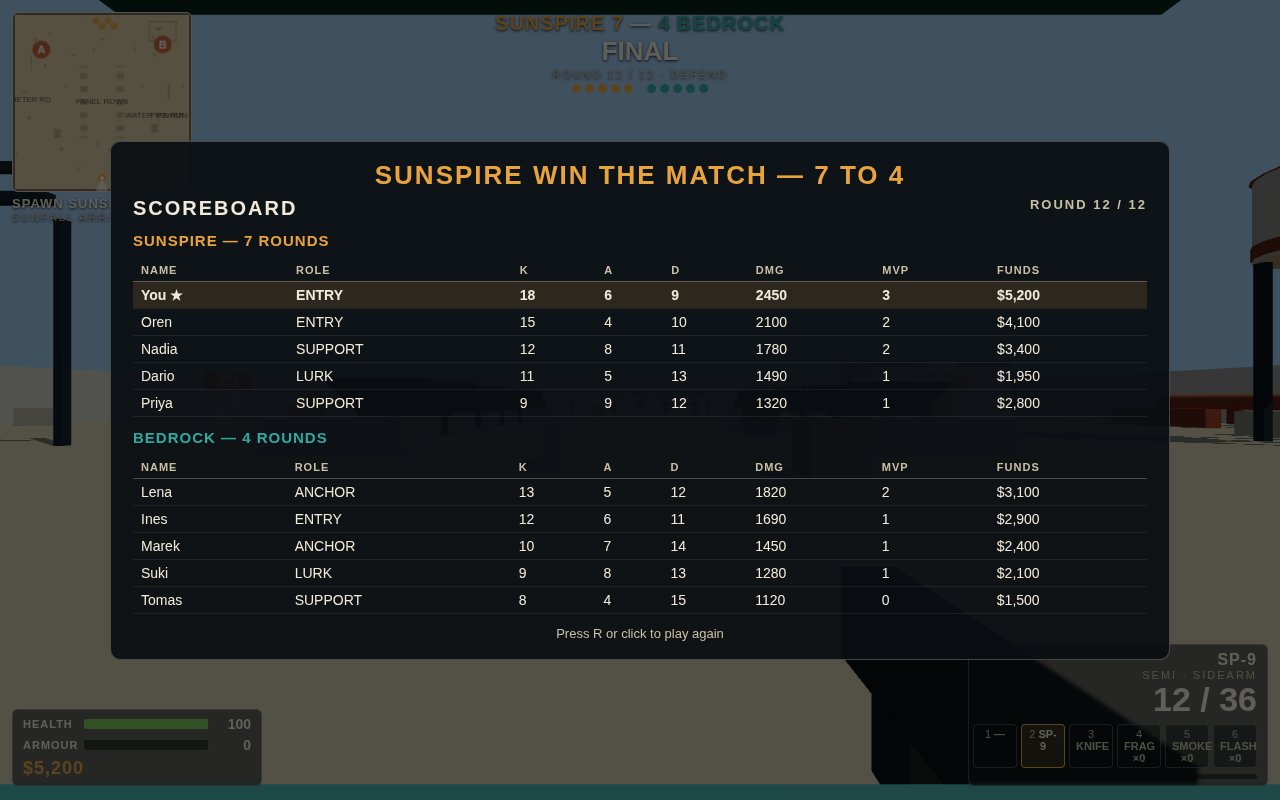 SUNSPIRE 7 — 4 BEDROCK
FINAL
ROUND 12 / 12 · DEFEND
A
B
PANEL ROWS
SPAWN SUNS
SUNSPIRE WIN THE MATCH — 7 TO 4
SCOREBOARD
ROUND 12 / 12
SUNSPIRE — 7 ROUNDS
NAME ROLE K A D DMG MVP FUNDS
You ★ ENTRY 18 6 9 2450 3 $5,200
Oren ENTRY 15 4 10 2100 2 $4,100
Nadia SUPPORT 12 8 11 1780 2 $3,400
Dario LURK 11 5 13 1490 1 $1,950
Priya SUPPORT 9 9 12 1320 1 $2,800
BEDROCK — 4 ROUNDS
NAME ROLE K A D DMG MVP FUNDS
Lena ANCHOR 13 5 12 1820 2 $3,100
Ines ENTRY 12 6 11 1690 1 $2,900
Marek ANCHOR 10 7 14 1450 1 $2,400
Suki LURK 9 8 13 1280 1 $2,100
Tomas SUPPORT 8 4 15 1120 0 $1,500
Press R or click to play again
HEALTH 100
ARMOUR 0
$5,200
SP-9
SEMI · SIDEARM
12 / 36
1 —
2 SP-9
3 KNIFE
4 FRAG ×0
5 SMOKE ×0
6 FLASH ×0